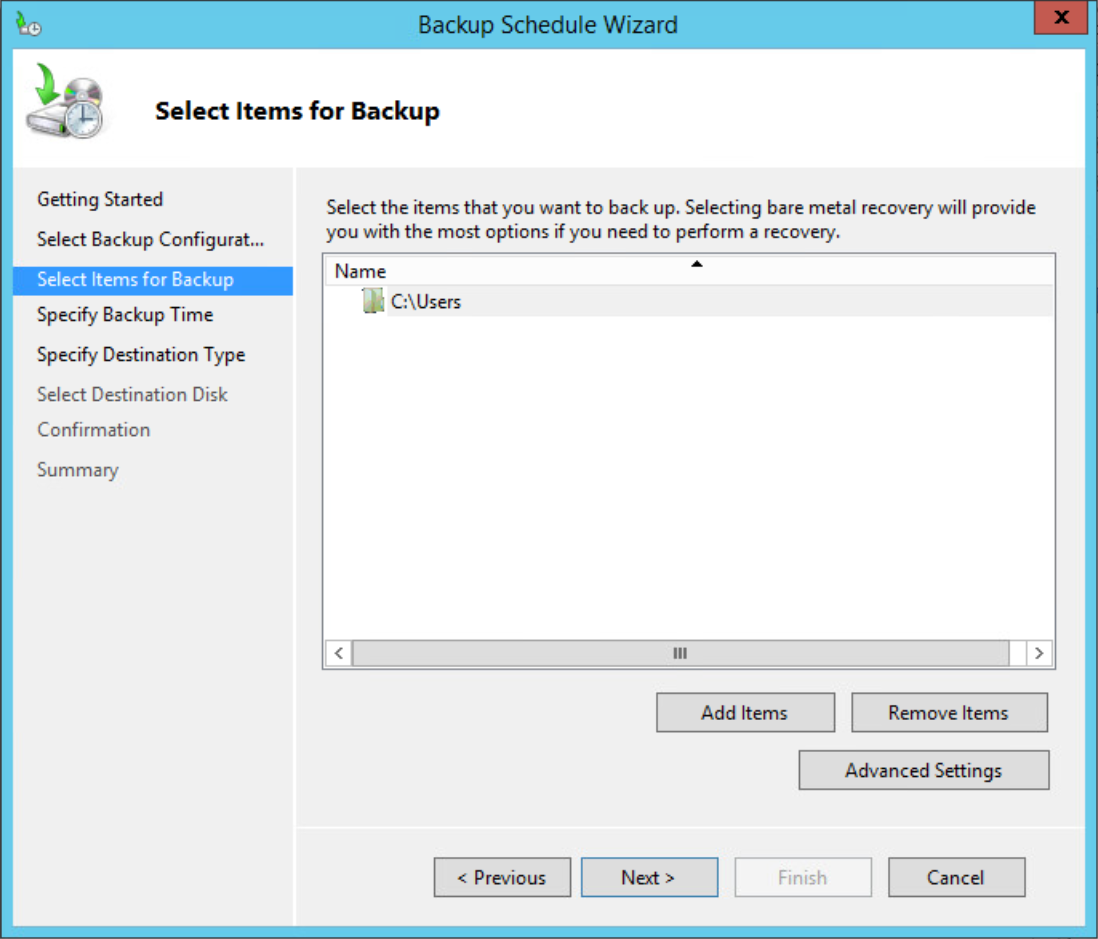 Backup Schedule Wizard
x
Select Items for Backup
Getting Started
Select Backup Configurat...
Select Items for Backup
Specify Backup Time
Specify Destination Type
Select Destination Disk
Confirmation
Summary
Select the items that you want to back up. Selecting bare metal recovery will provide
you with the most options if you need to perform a recovery.
Name
C:\Users
Add Items
Remove Items
Advanced Settings
< Previous
Next >
Finish
Cancel